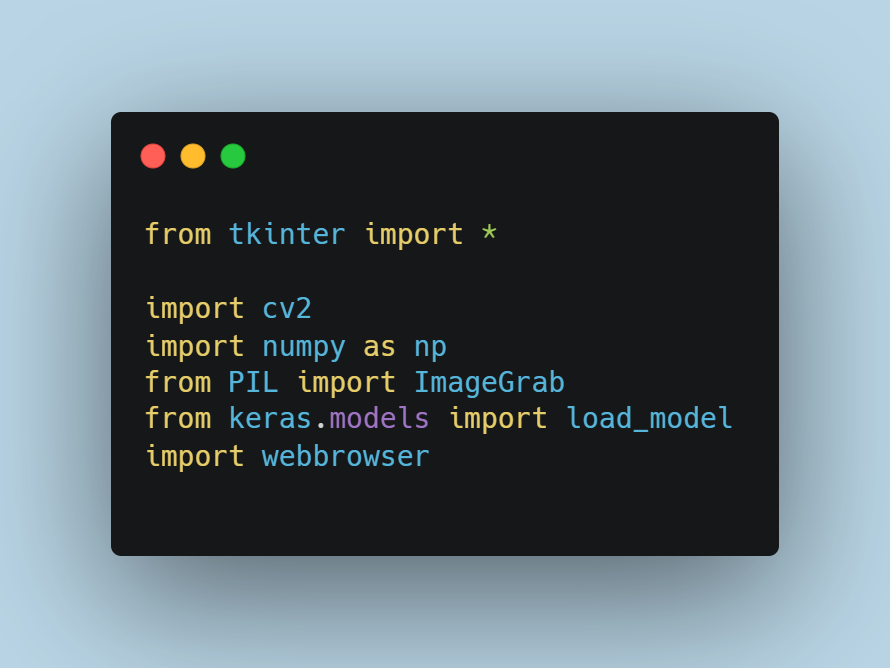 from tkinter import *
import cv2
import numpy as np
from PIL import ImageGrab
from keras.models import load_model
import webbrowser